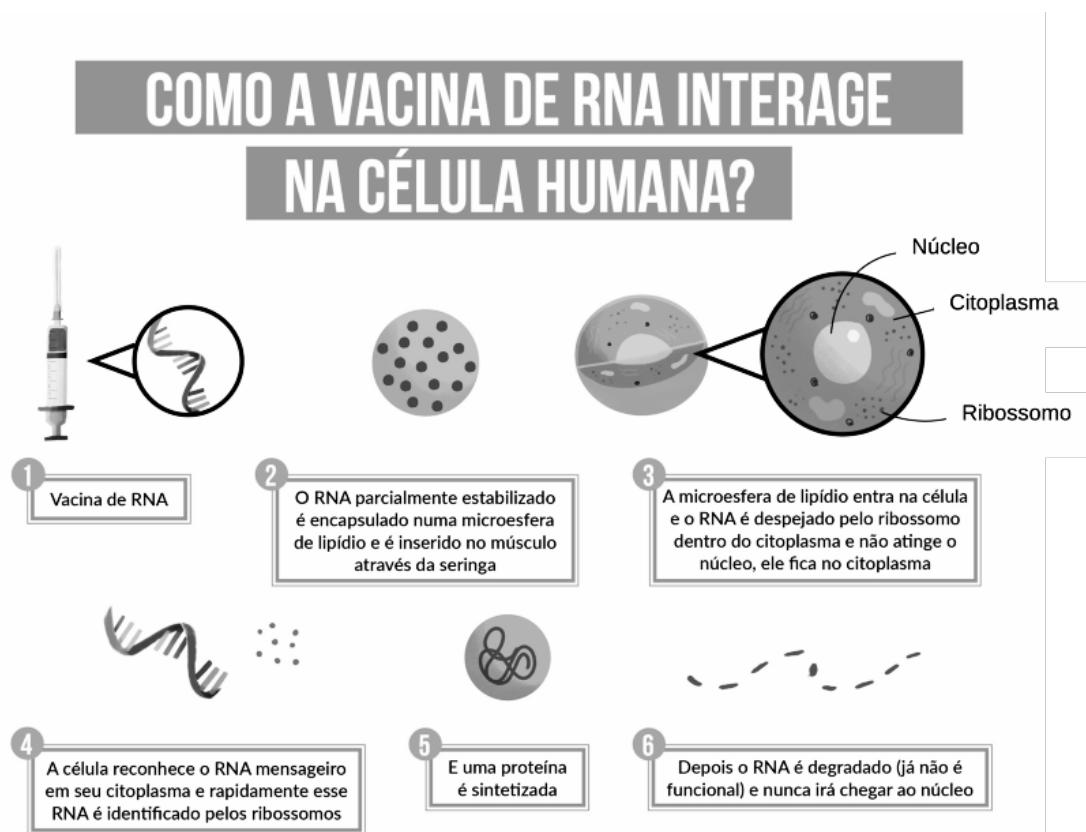 COMO A VACINA DE RNA INTERAGE
NA CÉLULA HUMANA?
Núcleo
Citoplasma
Ribossomo
1
Vacina de RNA
2
O RNA parcialmente estabilizado
é encapsulado numa microesfera
de lipídio e é inserido no músculo
através da seringa
3
A microesfera de lipídio entra na célula
e o RNA é despejado pelo ribossomo
dentro do citoplasma e não atinge o
núcleo, ele fica no citoplasma
4
A célula reconhece o RNA mensageiro
em seu citoplasma e rapidamente esse
RNA é identificado pelos ribossomos
5
E uma proteína
é sintetizada
6
Depois o RNA é degradado (já não é
funcional) e nunca irá chegar ao núcleo